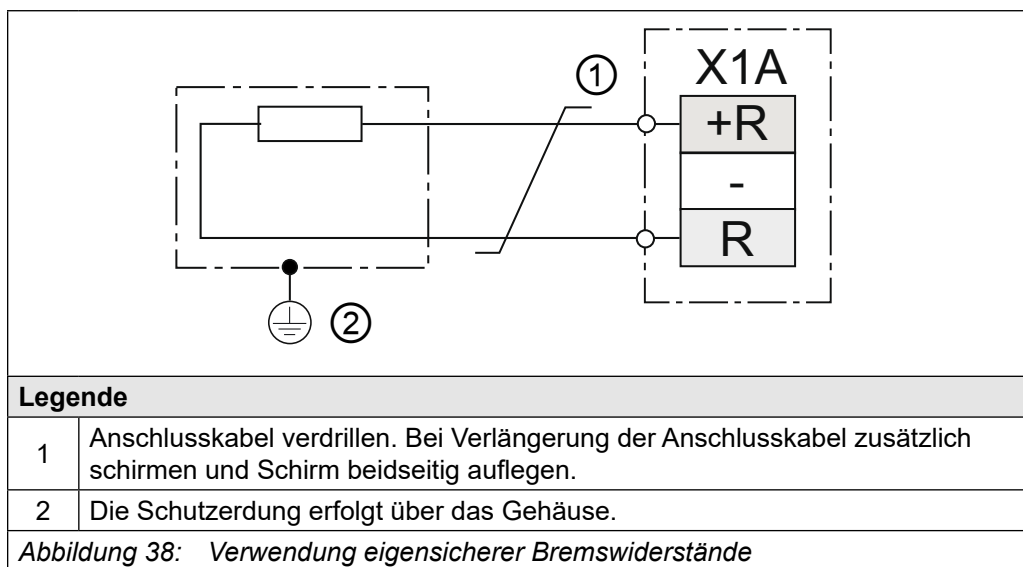 X1A
①
+R
-
R
②
Legende
1 Anschlusskabel verdrillen. Bei Verlängerung der Anschlusskabel zusätzlich
schirmen und Schirm beidseitig auflegen.
2 Die Schutzerdung erfolgt über das Gehäuse.
Abbildung 38: Verwendung eigensicherer Bremswiderstände